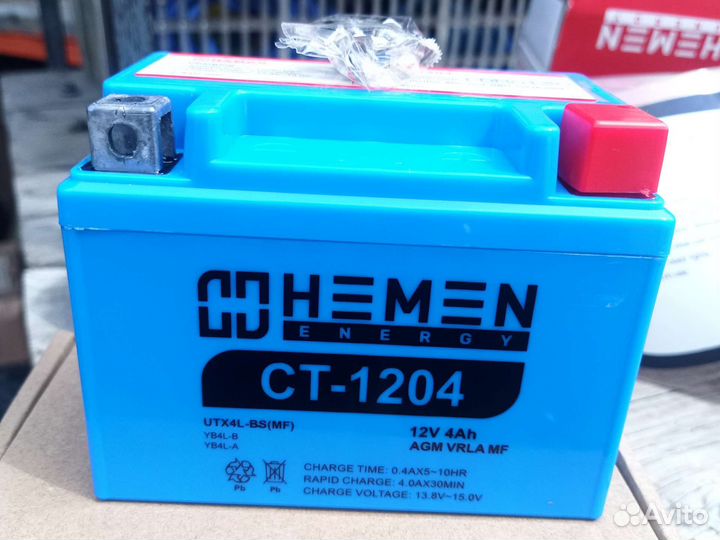 HEMEN
HEMEN
ENERGY
CT-1204
UTX4L-BS(MF)
YB4L-B
YB4L-A
12V 4Ah
AGM VRLA MF
Pb
Pb
CHARGE TIME: 0.4AX5~10HR
RAPID CHARGE: 4.0AX30MIN
CHARGE VOLTAGE: 13.8V~15.0V
Avito